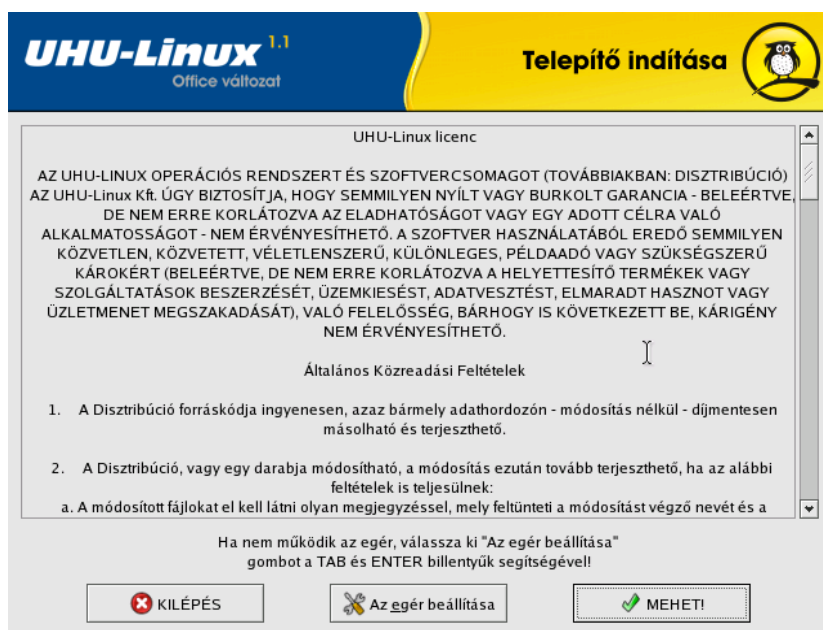 UHU-Linux 1.1
Office változat
Telepítő indítása
UHU-Linux licenc
AZ UHU-LINUX OPERÁCIÓS RENDSZERT ÉS SZOFTVERCSOMAGOT (TOVÁBBIAKBAN: DISZTRIBÚCIÓ)
AZ UHU-Linux Kft. ÚGY BIZTOSÍTJA, HOGY SEMMILYEN NYÍLT VAGY BURKOLT GARANCIA - BELEÉRTVE,
DE NEM ERRE KORLÁTOZVA AZ ELADHATÓSÁGOT VAGY EGY ADOTT CÉLRA VALÓ
ALKALMATOSSÁGOT - NEM ÉRVÉNYESÍTHETŐ. A SZOFTVER HASZNÁLATÁBÓL EREDŐ SEMMILYEN
KÖZVETLEN, KÖZVETETT, VÉLETLENSZERŰ, KÜLÖNLEGES, PÉLDAADÓ VAGY SZÜKSÉGSZERŰ
KÁROKÉRT (BELEÉRTVE, DE NEM ERRE KORLÁTOZVA A HELYETTESÍTŐ TERMÉKEK VAGY
SZOLGÁLTATÁSOK BESZERZÉSÉT, ÜZEMKIESÉST, ADATVESZTÉST, ELMARADT HASZNOT VAGY
ÜZLETMENET MEGSZAKADÁSÁT), VALÓ FELELŐSSÉG, BÁRHOGY IS KÖVETKEZETT BE, KÁRIGÉNY
NEM ÉRVÉNYESÍTHETŐ.
Általános Közreadási Feltételek
1. A Disztribúció forráskódja ingyenesen, azaz bármely adathordozón - módosítás nélkül - díjmentesen
másolható és terjeszthető.
2. A Disztribúció, vagy egy darabja módosítható, a módosítás ezután tovább terjeszthető, ha az alábbi
feltételek is teljesülnek:
a. A módosított fájlokat el kell látni olyan megjegyzéssel, mely feltünteti a módosítást végző nevét és a
Ha nem működik az egér, válassza ki "Az egér beállítása"
gombot a TAB és ENTER billentyűk segítségével!
KILÉPÉS
Az egér beállítása
MEHET!